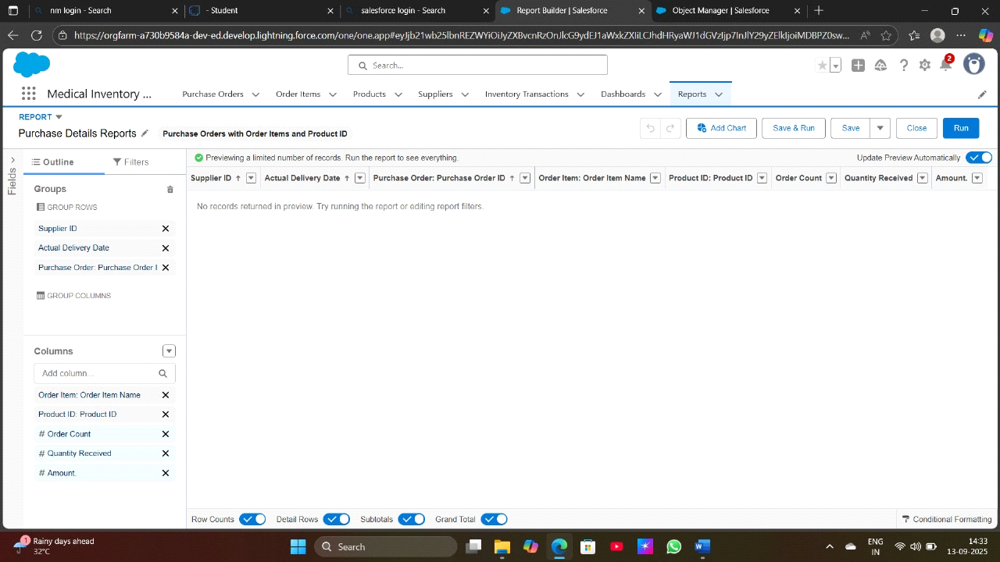 nm login - Search
- Student
salesforce login - Search
Report Builder | Salesforce
Object Manager | Salesforce
https://orgfarm-a730b9584a-dev-ed.develop.lightning.force.com/one/one.app#
Search...
2
Medical Inventory ...
Purchase Orders
Order Items
Products
Suppliers
Inventory Transactions
Dashboards
Reports
REPORT
Purchase Details Reports
Purchase Orders with Order Items and Product ID
Add Chart
Save & Run
Save
Close
Run
Fields
Outline
Filters
Previewing a limited number of records. Run the report to see everything.
Update Preview Automatically
Groups
GROUP ROWS
Supplier ID
Actual Delivery Date
Purchase Order: Purchase Order I
GROUP COLUMNS
Columns
Add column...
Order Item: Order Item Name
Product ID: Product ID
# Order Count
# Quantity Received
# Amount.
Supplier ID ↑
Actual Delivery Date ↑
Purchase Order: Purchase Order ID ↑
Order Item: Order Item Name
Product ID: Product ID
Order Count
Quantity Received
Amount.
No records returned in preview. Try running the report or editing report filters.
Row Counts
Detail Rows
Subtotals
Grand Total
Conditional Formatting
1
Rainy days ahead
32°C
Search
ENG
IN
14:33
13-09-2025